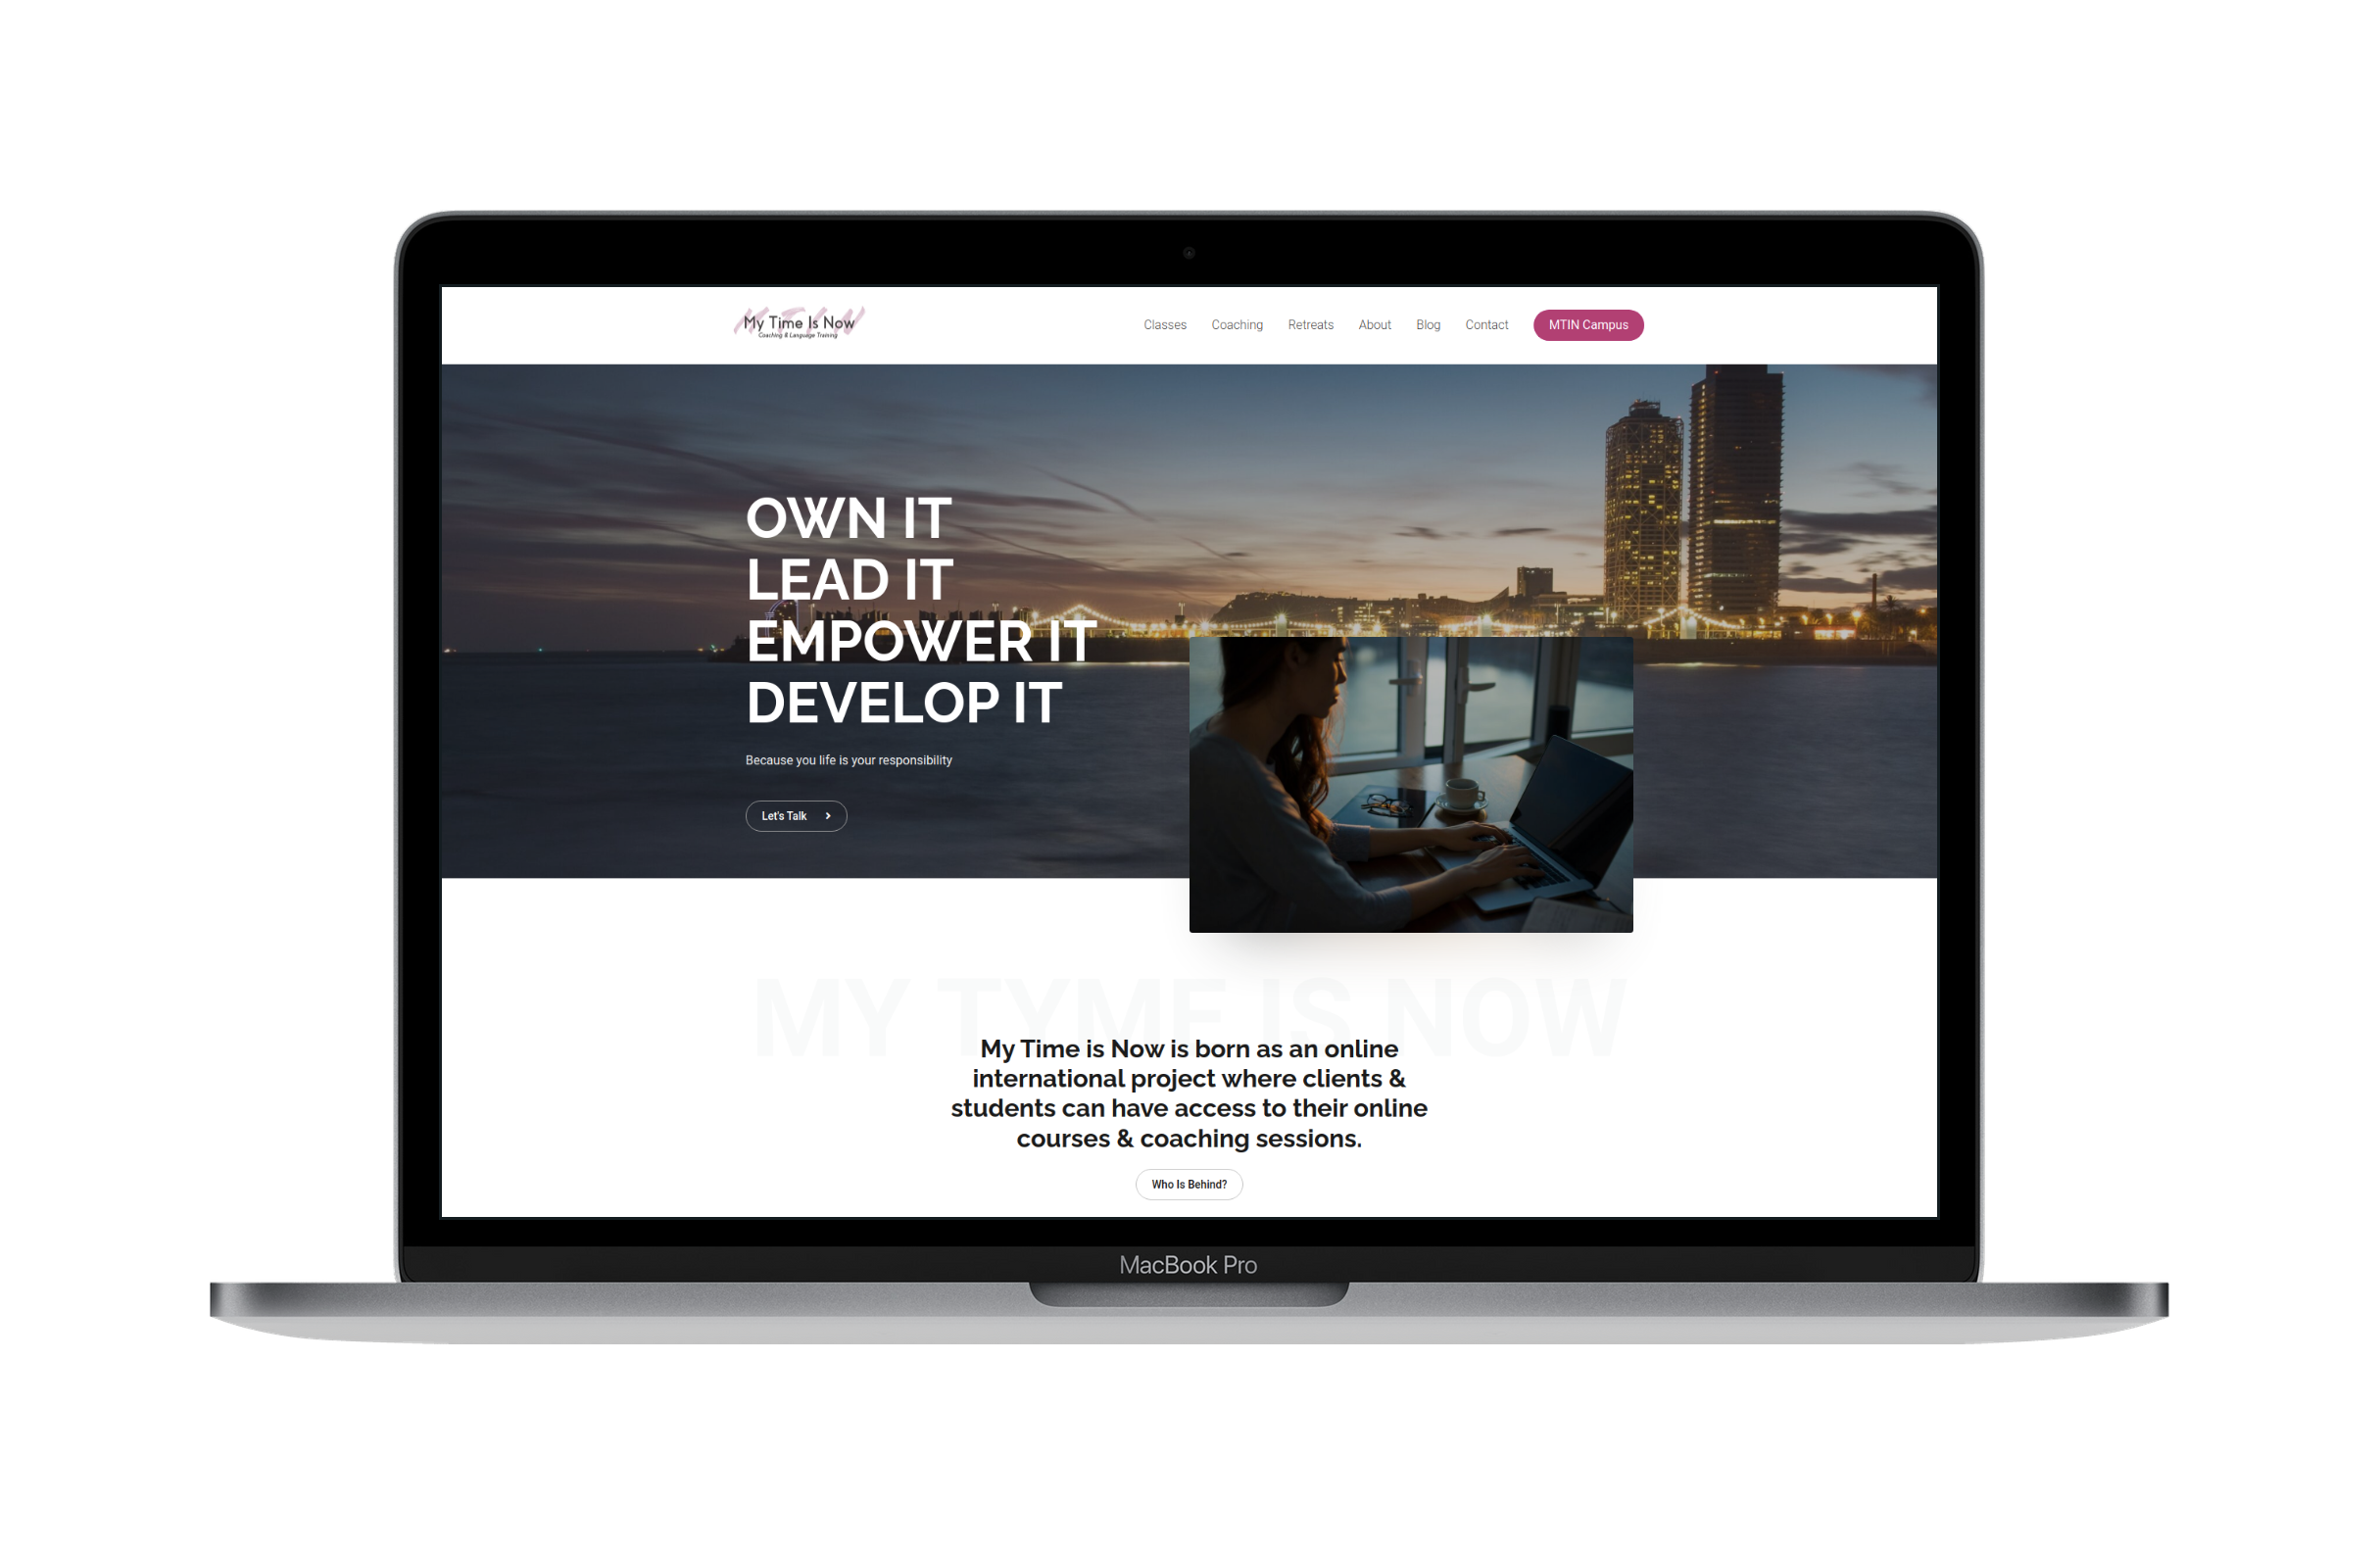 MTIN
My Time Is Now
Coaching & Language Training
Classes Coaching Retreats About Blog Contact MTIN Campus
OWN IT
LEAD IT
EMPOWER IT
DEVELOP IT
Because you life is your responsibility
Let's Talk
MY TYME IS NOW
My Time is Now is born as an online
international project where clients &
students can have access to their online
courses & coaching sessions.
Who Is Behind?
MacBook Pro